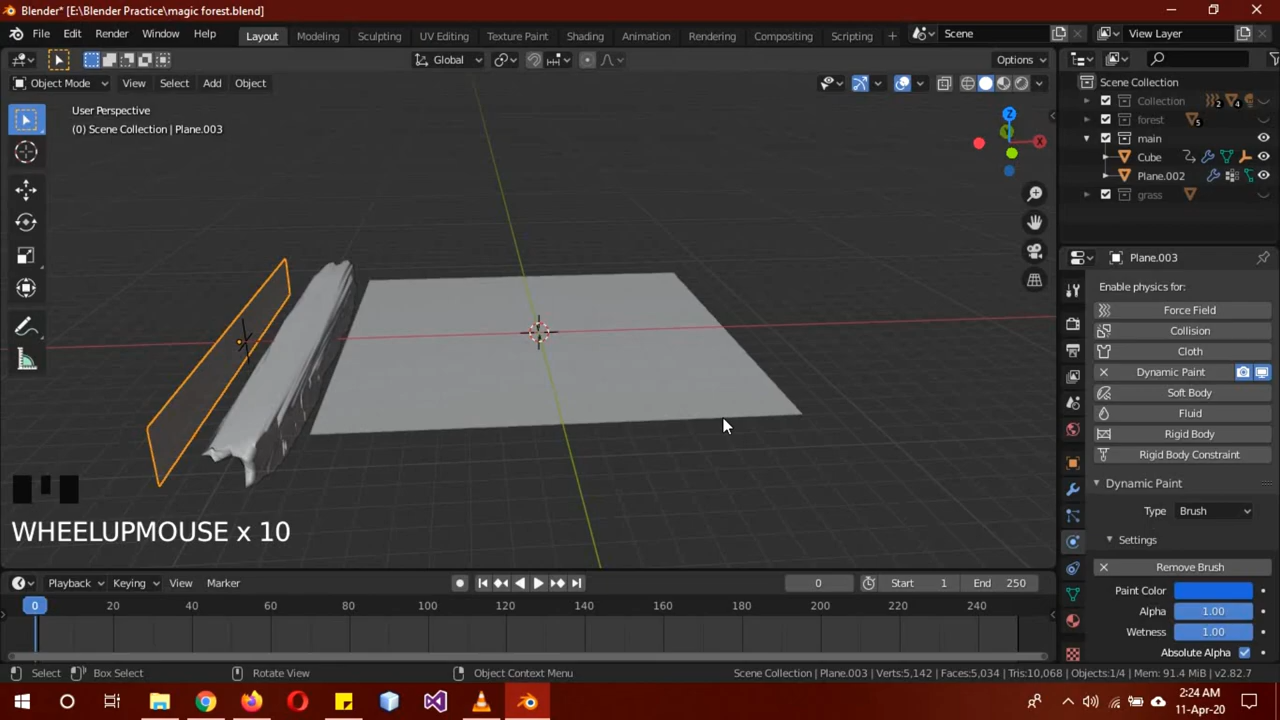 Blender* [E:\Blender Practice\magic forest.blend]
File Edit Render Window Help Layout Modeling Sculpting UV Editing Texture Paint Shading Animation Rendering Compositing Scripting + Scene View Layer
Global Options
Object Mode View Select Add Object
User Perspective
(0) Scene Collection | Plane.003
Z
X
Scene Collection
Collection 2 4
forest 5
main
Cube
Plane.002
grass
Plane.003
Enable physics for:
Force Field
Collision
Cloth
Dynamic Paint
Soft Body
Fluid
Rigid Body
Rigid Body Constraint
Dynamic Paint
Type Brush
Settings
Remove Brush
Paint Color
Alpha 1.00
Wetness 1.00
Absolute Alpha
WHEELUPMOUSE x 10
Playback Keying View Marker 0 Start 1 End 250
0 20 40 60 80 100 120 140 160 180 200 220 240
Select Box Select Rotate View Object Context Menu Scene Collection | Plane.003 | Verts:5,142 | Faces:5,034 | Tris:10,068 | Objects:1/4 | Mem: 91.4 MiB | v2.82.7
2:24 AM
11-Apr-20